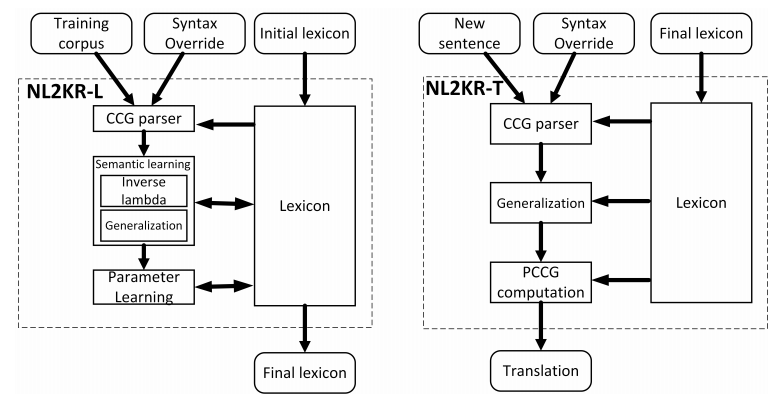 Training
corpus
Syntax
Override
Initial lexicon
NL2KR-L
CCG parser
Semantic learning
Inverse
lambda
Generalization
Parameter
Learning
Lexicon
Final lexicon
New
sentence
Syntax
Override
Final lexicon
NL2KR-T
CCG parser
Generalization
PCCG
computation
Lexicon
Translation